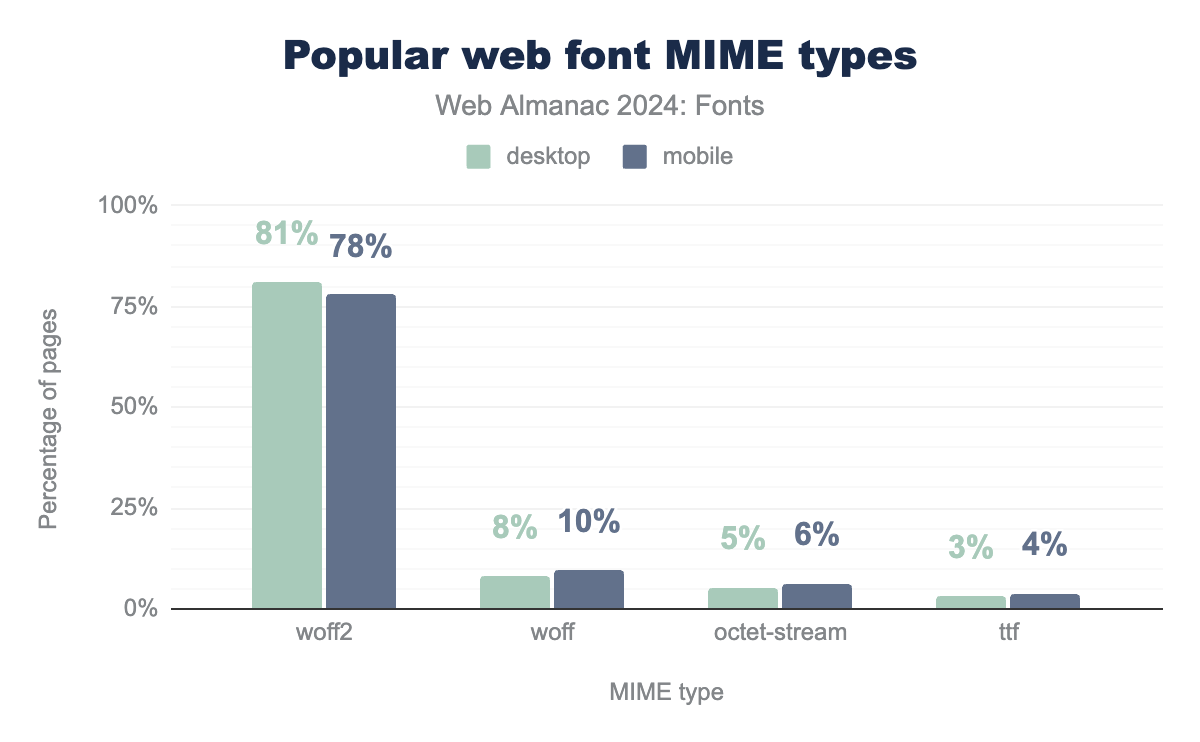 Popular web font MIME types
Web Almanac 2024: Fonts
desktop mobile
Percentage of pages
100%
75%
50%
25%
0%
81% 78%
8% 10%
5% 6%
3% 4%
woff2 woff octet-stream ttf
MIME type